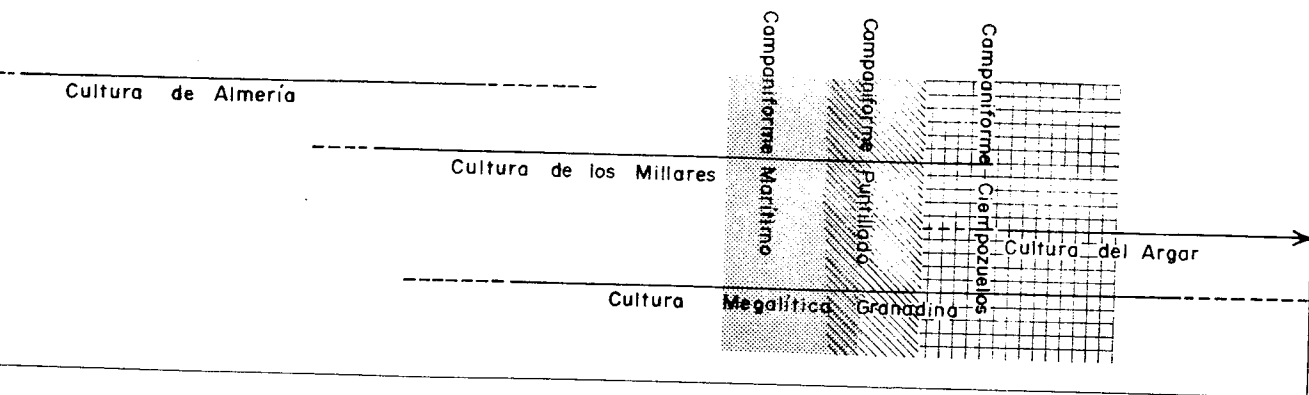 Cultura de Almería
Cultura de los Millares
Cultura Megalítica Granadina
Campaniforme Marítimo
Campaniforme Puntillado
Campaniforme Ciempozuelos
Cultura del Argar